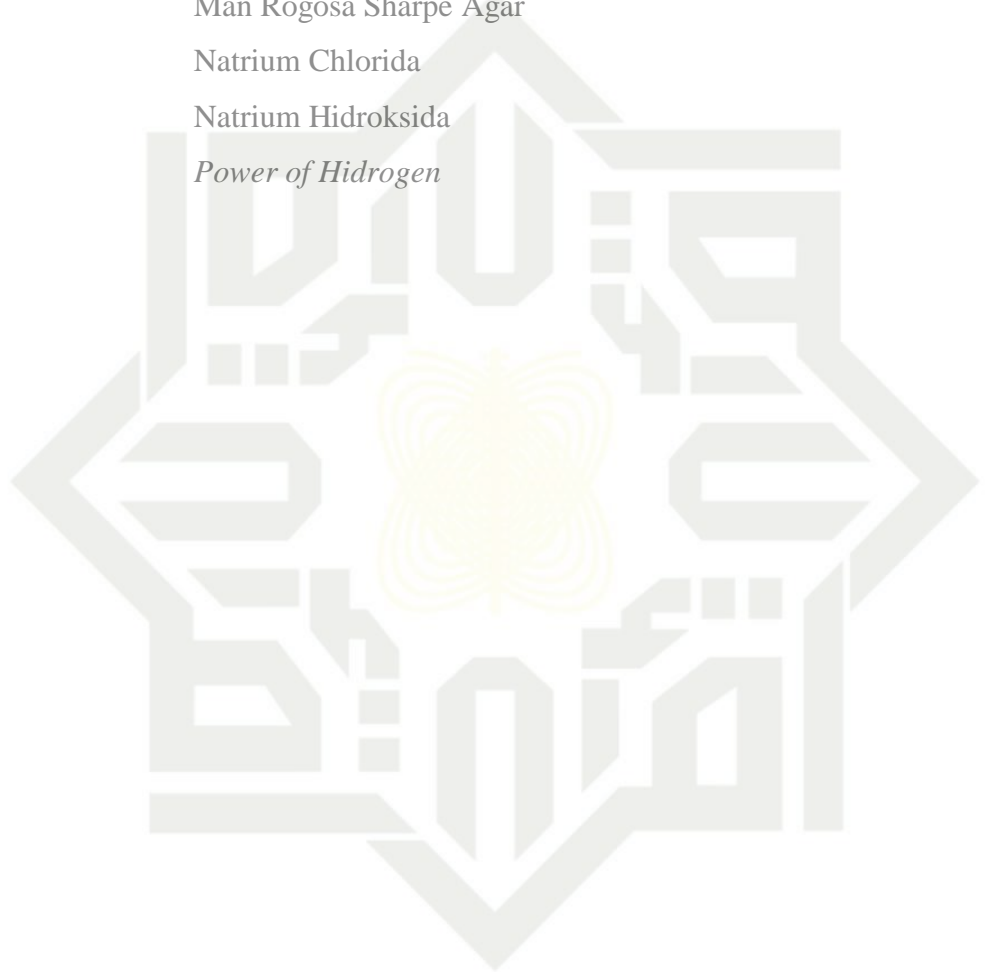 Man Rogosa Sharpe Agar
Natrium Chlorida
Natrium Hidroksida
Power of Hidrogen